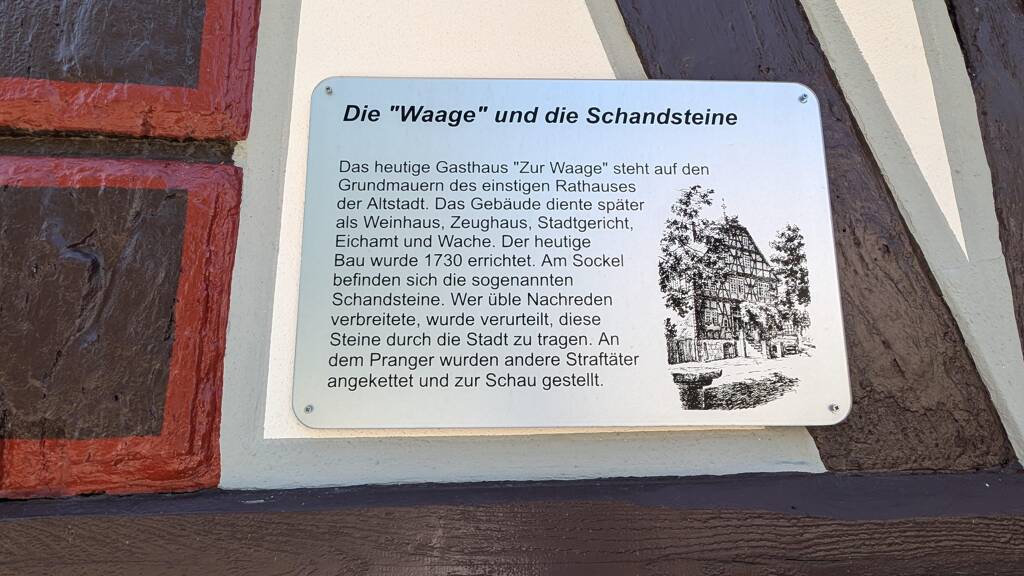 Die "Waage" und die Schandsteine
Das heutige Gasthaus "Zur Waage" steht auf den
Grundmauern des einstigen Rathauses
der Altstadt. Das Gebäude diente später
als Weinhaus, Zeughaus, Stadtgericht,
Eichamt und Wache. Der heutige
Bau wurde 1730 errichtet. Am Sockel
befinden sich die sogenannten
Schandsteine. Wer üble Nachreden
verbreitete, wurde verurteilt, diese
Steine durch die Stadt zu tragen. An
dem Pranger wurden andere Straftäter
angekettet und zur Schau gestellt.